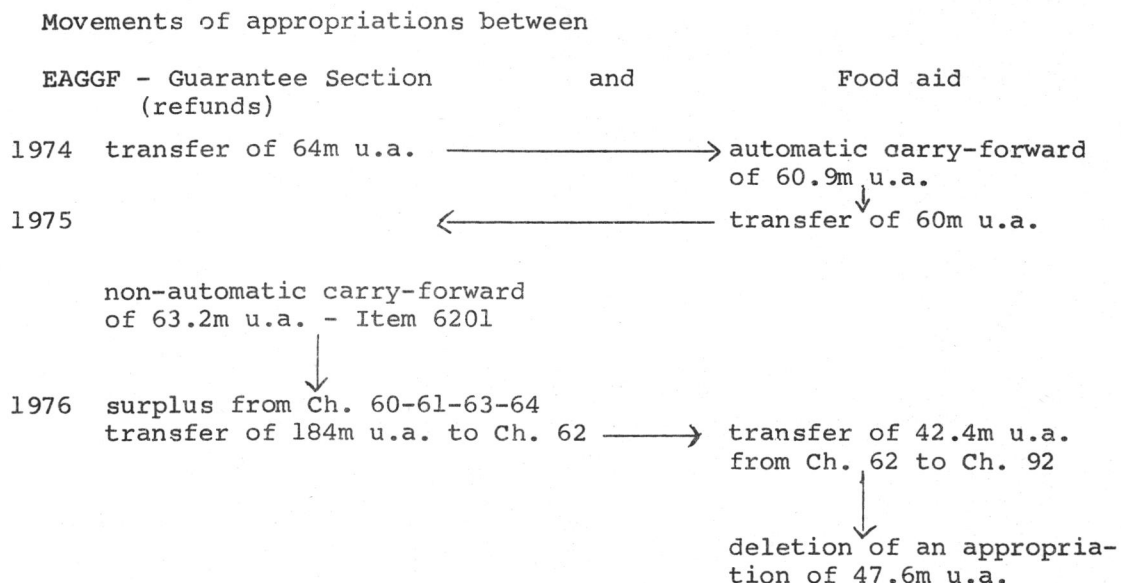 Movements of appropriations between
EAGGF - Guarantee Section and Food aid
(refunds)
1974 transfer of 64m u.a. automatic carry-forward
of 60.9m u.a.
1975 transfer of 60m u.a.
non-automatic carry-forward
of 63.2m u.a. - Item 6201
1976 surplus from Ch. 60-61-63-64
transfer of 184m u.a. to Ch. 62 transfer of 42.4m u.a.
from Ch. 62 to Ch. 92
deletion of an appropria-
tion of 47.6m u.a.